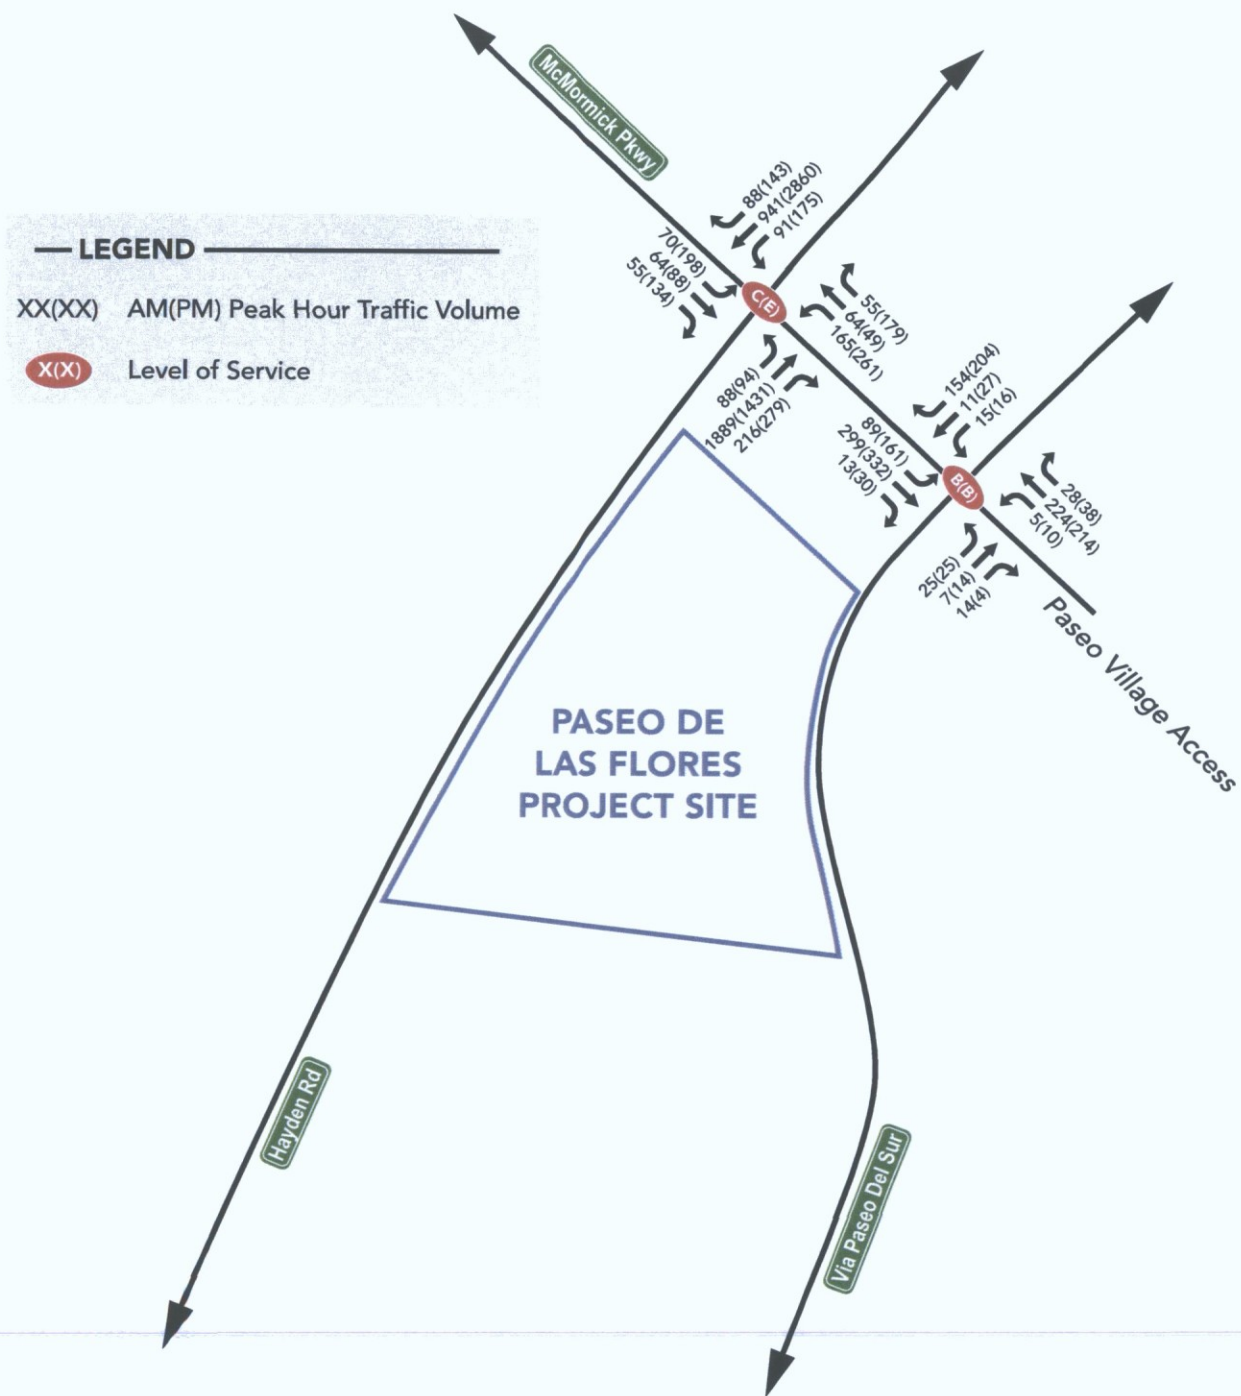 McMormick Pkwy
88(143)
941(2860)
91(175)
LEGEND
XX(XX) AM(PM) Peak Hour Traffic Volume
X(X) Level of Service
70(198)
64(88)
55(134)
C(E)
55(179)
64(49)
165(261)
88(94)
1889(1431)
216(279)
154(204)
11(27)
15(16)
89(161)
299(332)
13(30)
B(B)
28(38)
224(214)
5(10)
25(25)
7(14)
14(4)
Paseo Village Access
PASEO DE
LAS FLORES
PROJECT SITE
Hayden Rd
Via Paseo Del Sur